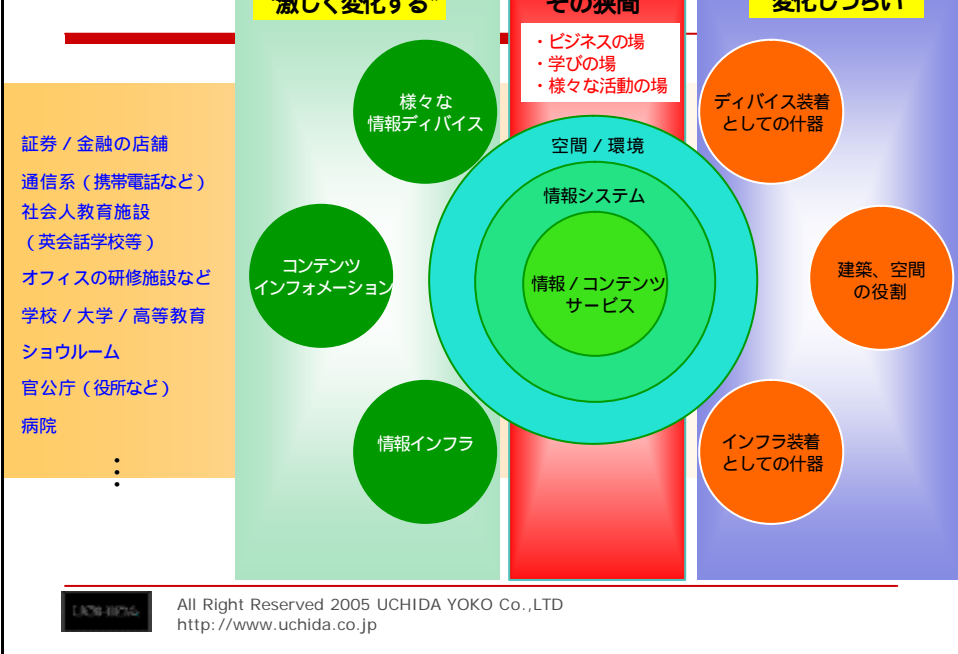 "激しく変化する"
その狭間
変化しづらい
・ビジネスの場
・学びの場
・様々な活動の場
様々な
情報ディバイス
ディバイス装着
としての什器
空間 / 環境
情報システム
情報 / コンテンツ
サービス
コンテンツ
インフォメーション
建築、空間
の役割
情報インフラ
インフラ装着
としての什器
証券 / 金融の店舗
通信系 ( 携帯電話など )
社会人教育施設
( 英会話学校等 )
オフィスの研修施設など
学校 / 大学 / 高等教育
ショウルーム
官公庁 ( 役所など )
病院
All Right Reserved 2005 UCHIDA YOKO Co.,LTD
http://www.uchida.co.jp